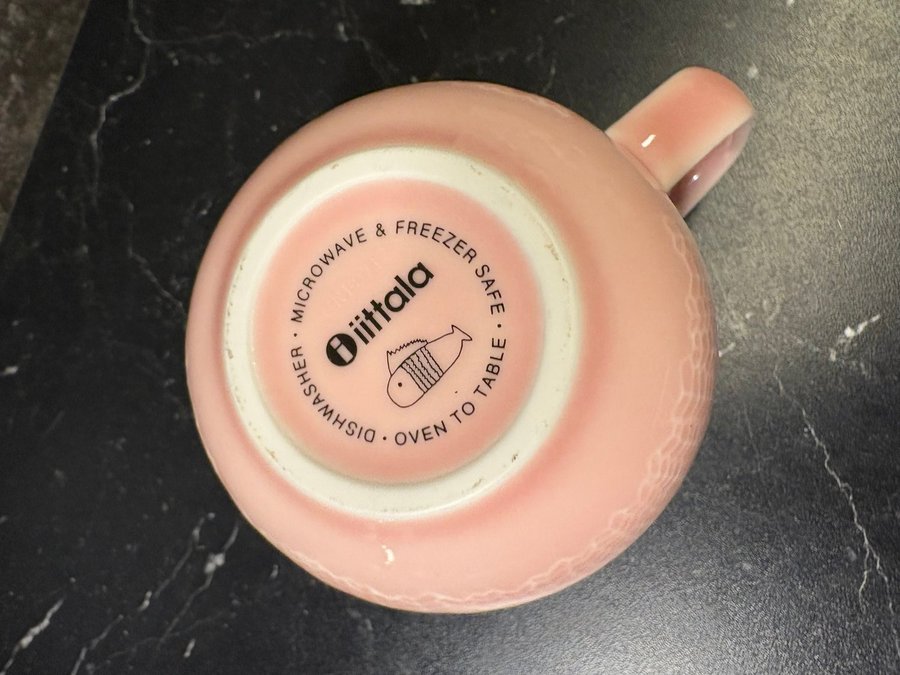 MICROWAVE & FREEZER SAFE · OVEN TO TABLE · DISHWASHER ·
iittala